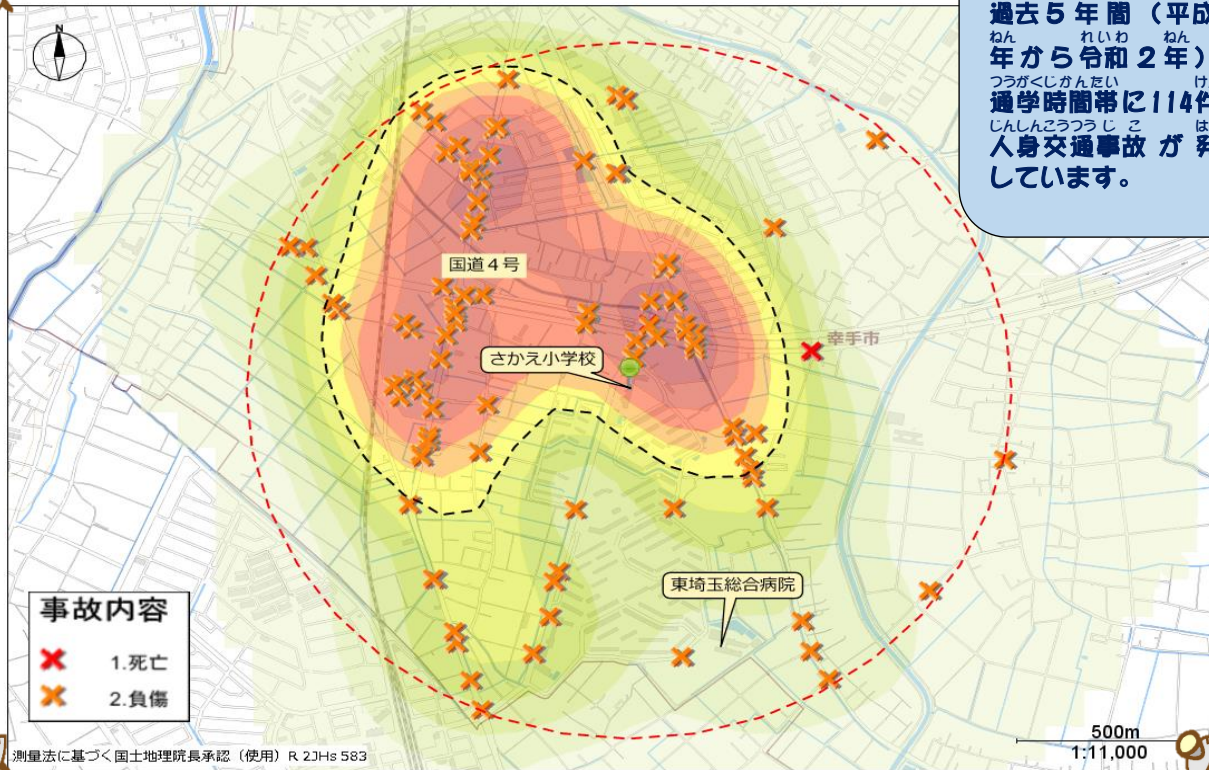 過去5年間(平成
ねん れいわ ねん
年から令和2年)
つうがくじかんたい
通学時間帯に114件
じんしんこうつうじこ
人身交通事故が
しています。
N
国道4号
さかえ小学校
幸手市
東埼玉総合病院
事故内容
1.死亡
2.負傷
500m
1:11,000
測量法に基づく国土地理院長承認(使用)R 2JHs 583